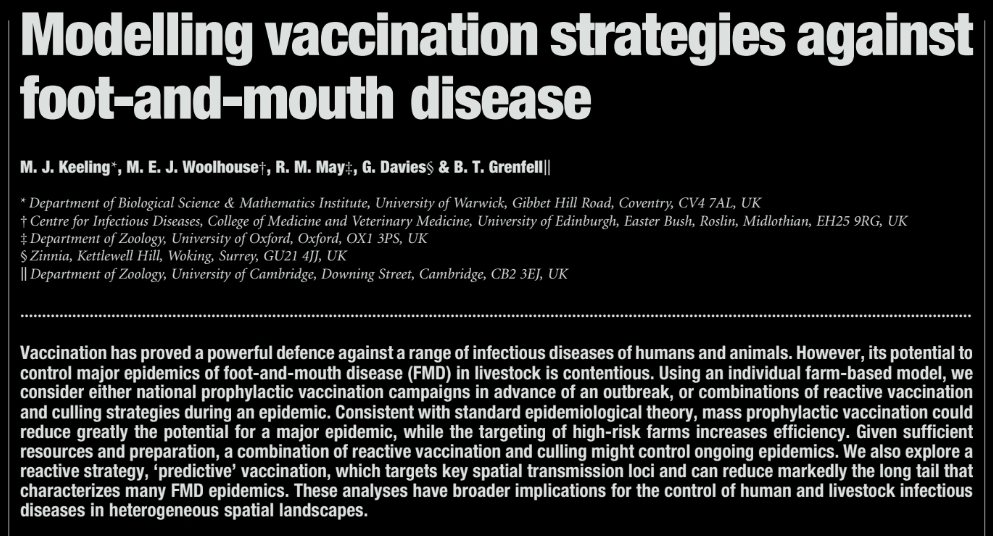 Modelling vaccination strategies against
foot-and-mouth disease
M. J. Keeling*, M. E. J. Woolhouse†, R. M. May‡, G. Davies§ & B. T. Grenfell||
* Department of Biological Science & Mathematics Institute, University of Warwick, Gibbet Hill Road, Coventry, CV4 7AL, UK
† Centre for Infectious Diseases, College of Medicine and Veterinary Medicine, University of Edinburgh, Easter Bush, Roslin, Midlothian, EH25 9RG, UK
‡ Department of Zoology, University of Oxford, Oxford, OX1 3PS, UK
§ Zinnia, Kettlewell Hill, Woking, Surrey, GU21 4JJ, UK
|| Department of Zoology, University of Cambridge, Downing Street, Cambridge, CB2 3EJ, UK
Vaccination has proved a powerful defence against a range of infectious diseases of humans and animals. However, its potential to
control major epidemics of foot-and-mouth disease (FMD) in livestock is contentious. Using an individual farm-based model, we
consider either national prophylactic vaccination campaigns in advance of an outbreak, or combinations of reactive vaccination
and culling strategies during an epidemic. Consistent with standard epidemiological theory, mass prophylactic vaccination could
reduce greatly the potential for a major epidemic, while the targeting of high-risk farms increases efficiency. Given sufficient
resources and preparation, a combination of reactive vaccination and culling might control ongoing epidemics. We also explore a
reactive strategy, ‘predictive’ vaccination, which targets key spatial transmission loci and can reduce markedly the long tail that
characterizes many FMD epidemics. These analyses have broader implications for the control of human and livestock infectious
diseases in heterogeneous spatial landscapes.